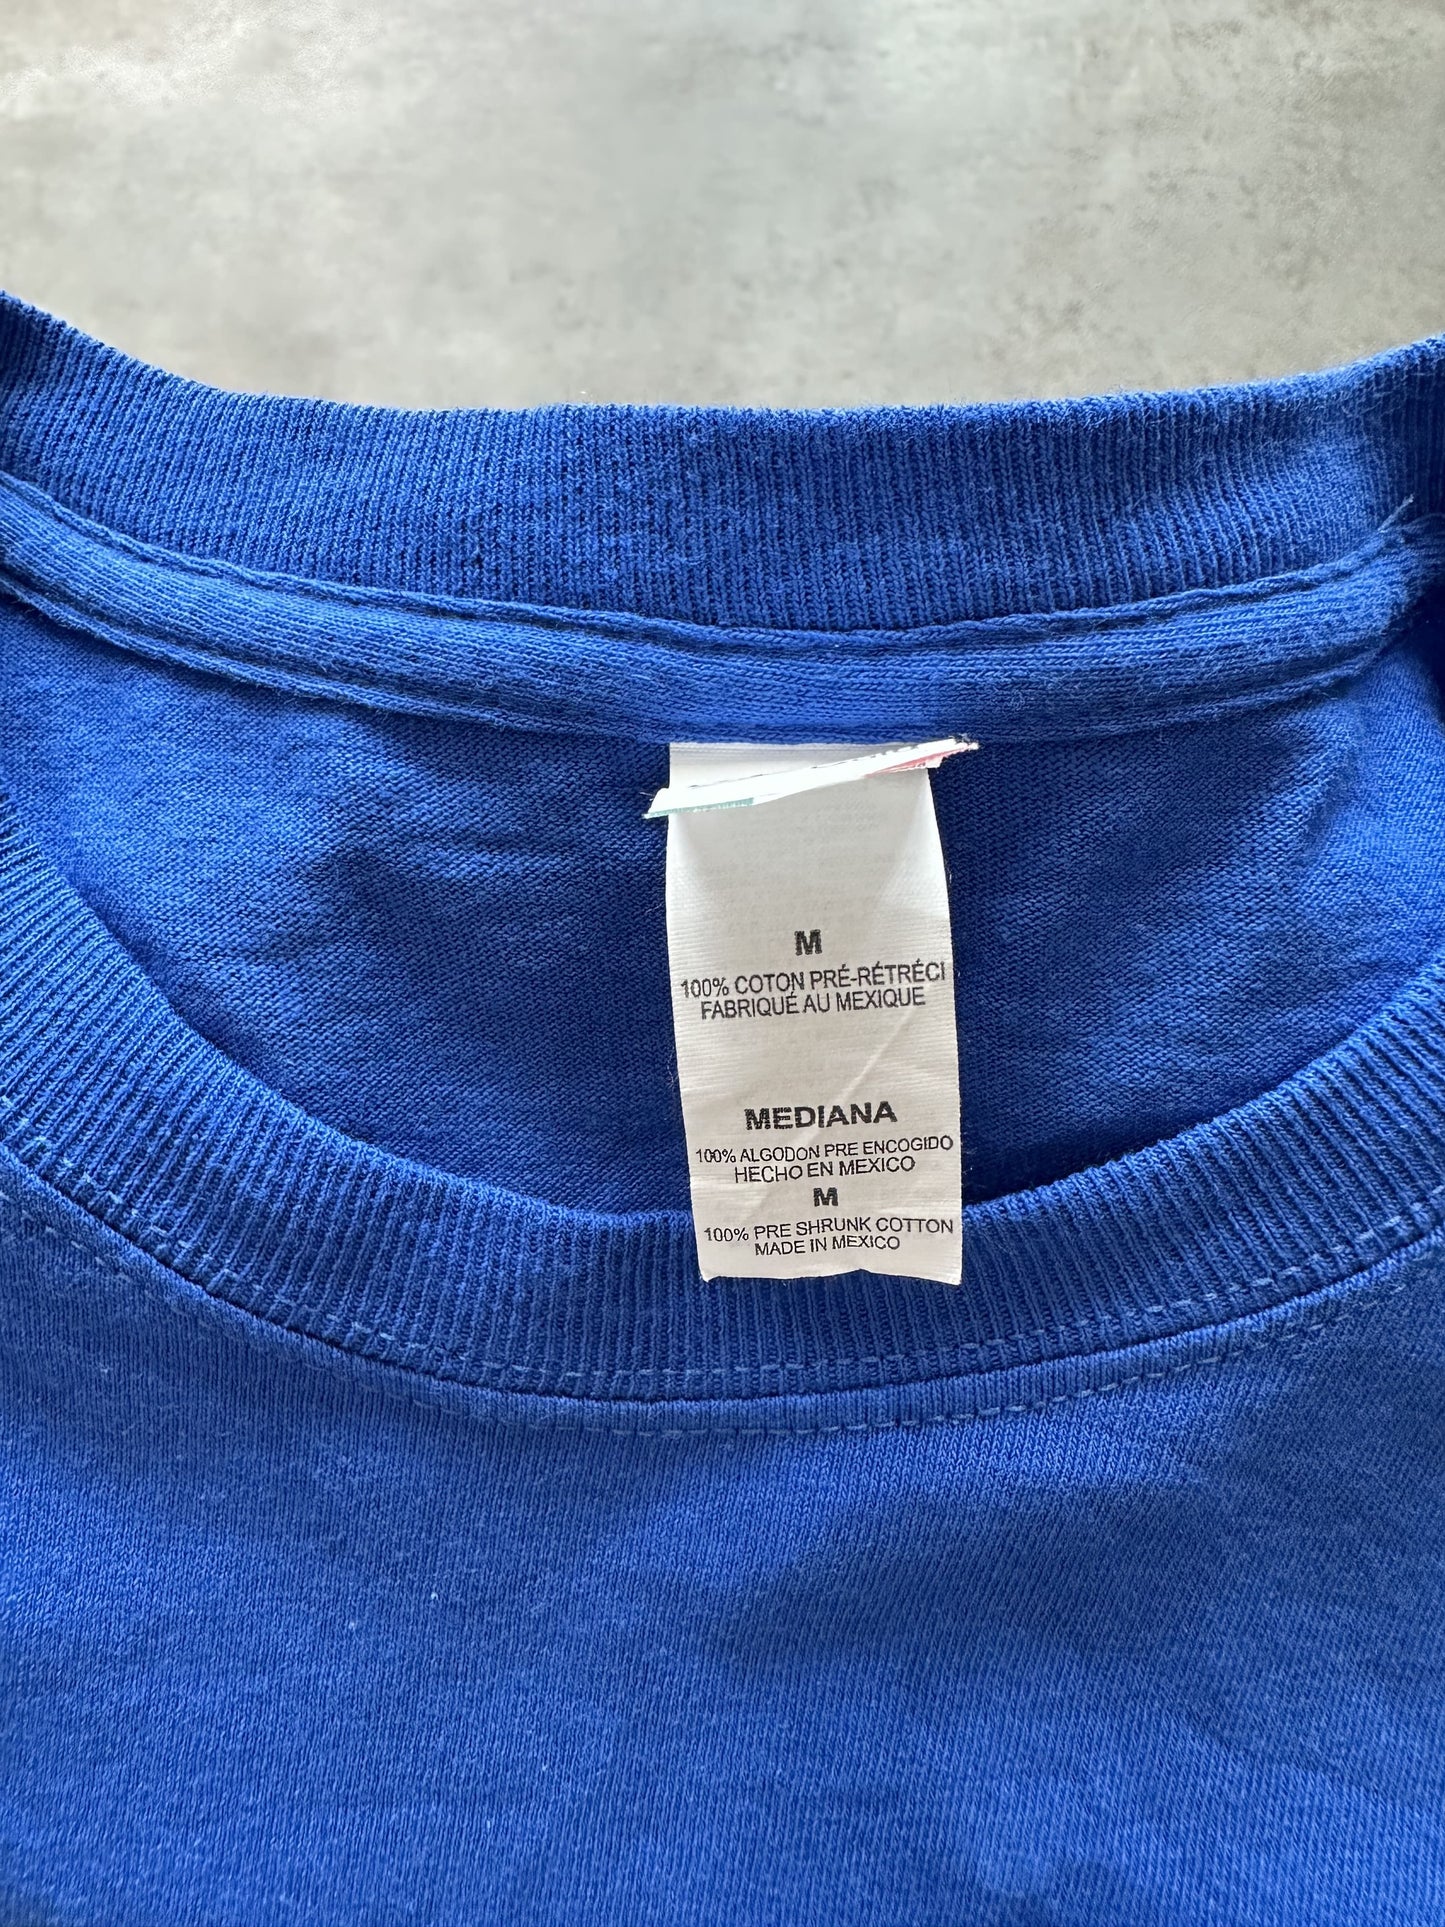 M
100% COTON PRÉ-RÉTRÉCI
FABRIQUÉ AU MEXIQUE
MEDIANA
100% ALGODON PRE ENCOGIDO
HECHO EN MEXICO
M
100% PRE SHRUNK COTTON
MADE IN MEXICO